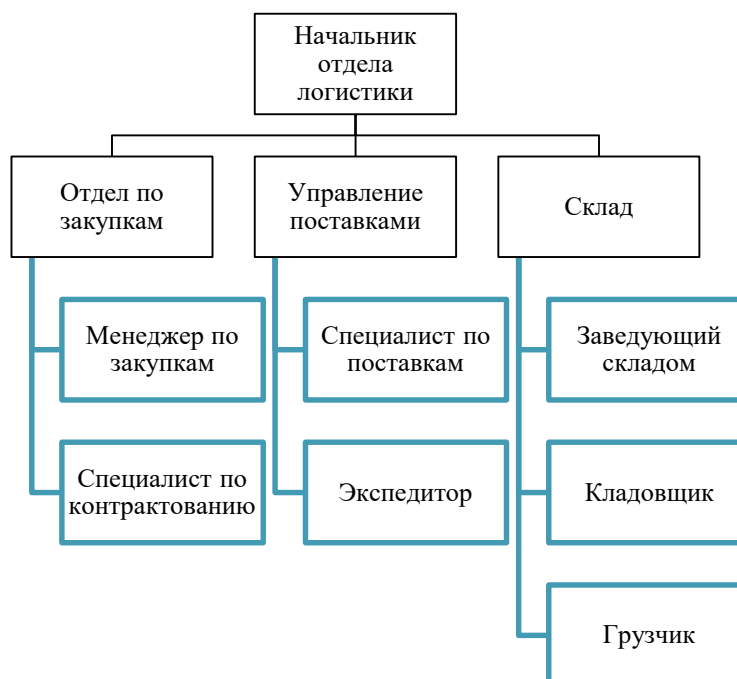 Начальник
отдела
логистики
Отдел по
закупкам
Управление
поставками
Склад
Менеджер по
закупкам
Специалист по
поставкам
Заведующий
складом
Специалист по
контрактованию
Экспедитор
Кладовщик
Грузчик